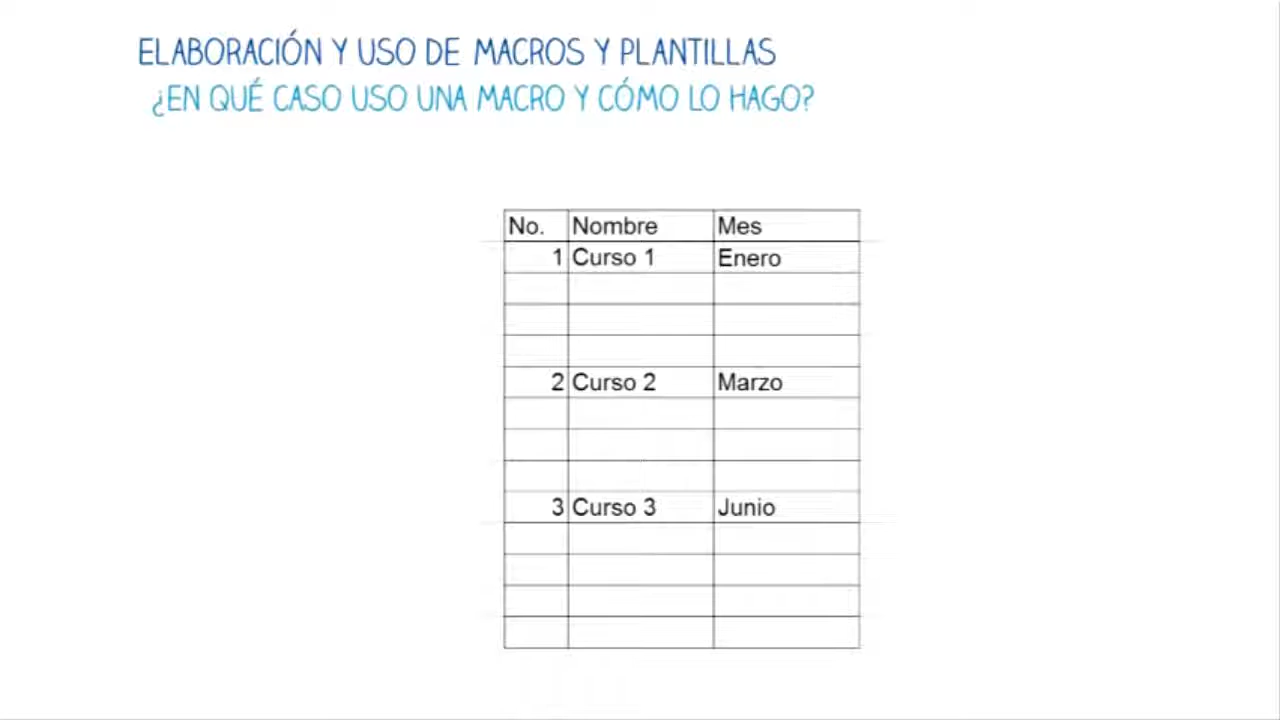 ELABORACIÓN Y USO DE MACROS Y PLANTILLAS
¿EN QUÉ CASO USO UNA MACRO Y CÓMO LO HAGO?
No. Nombre Mes
1 Curso 1 Enero
2 Curso 2 Marzo
3 Curso 3 Junio